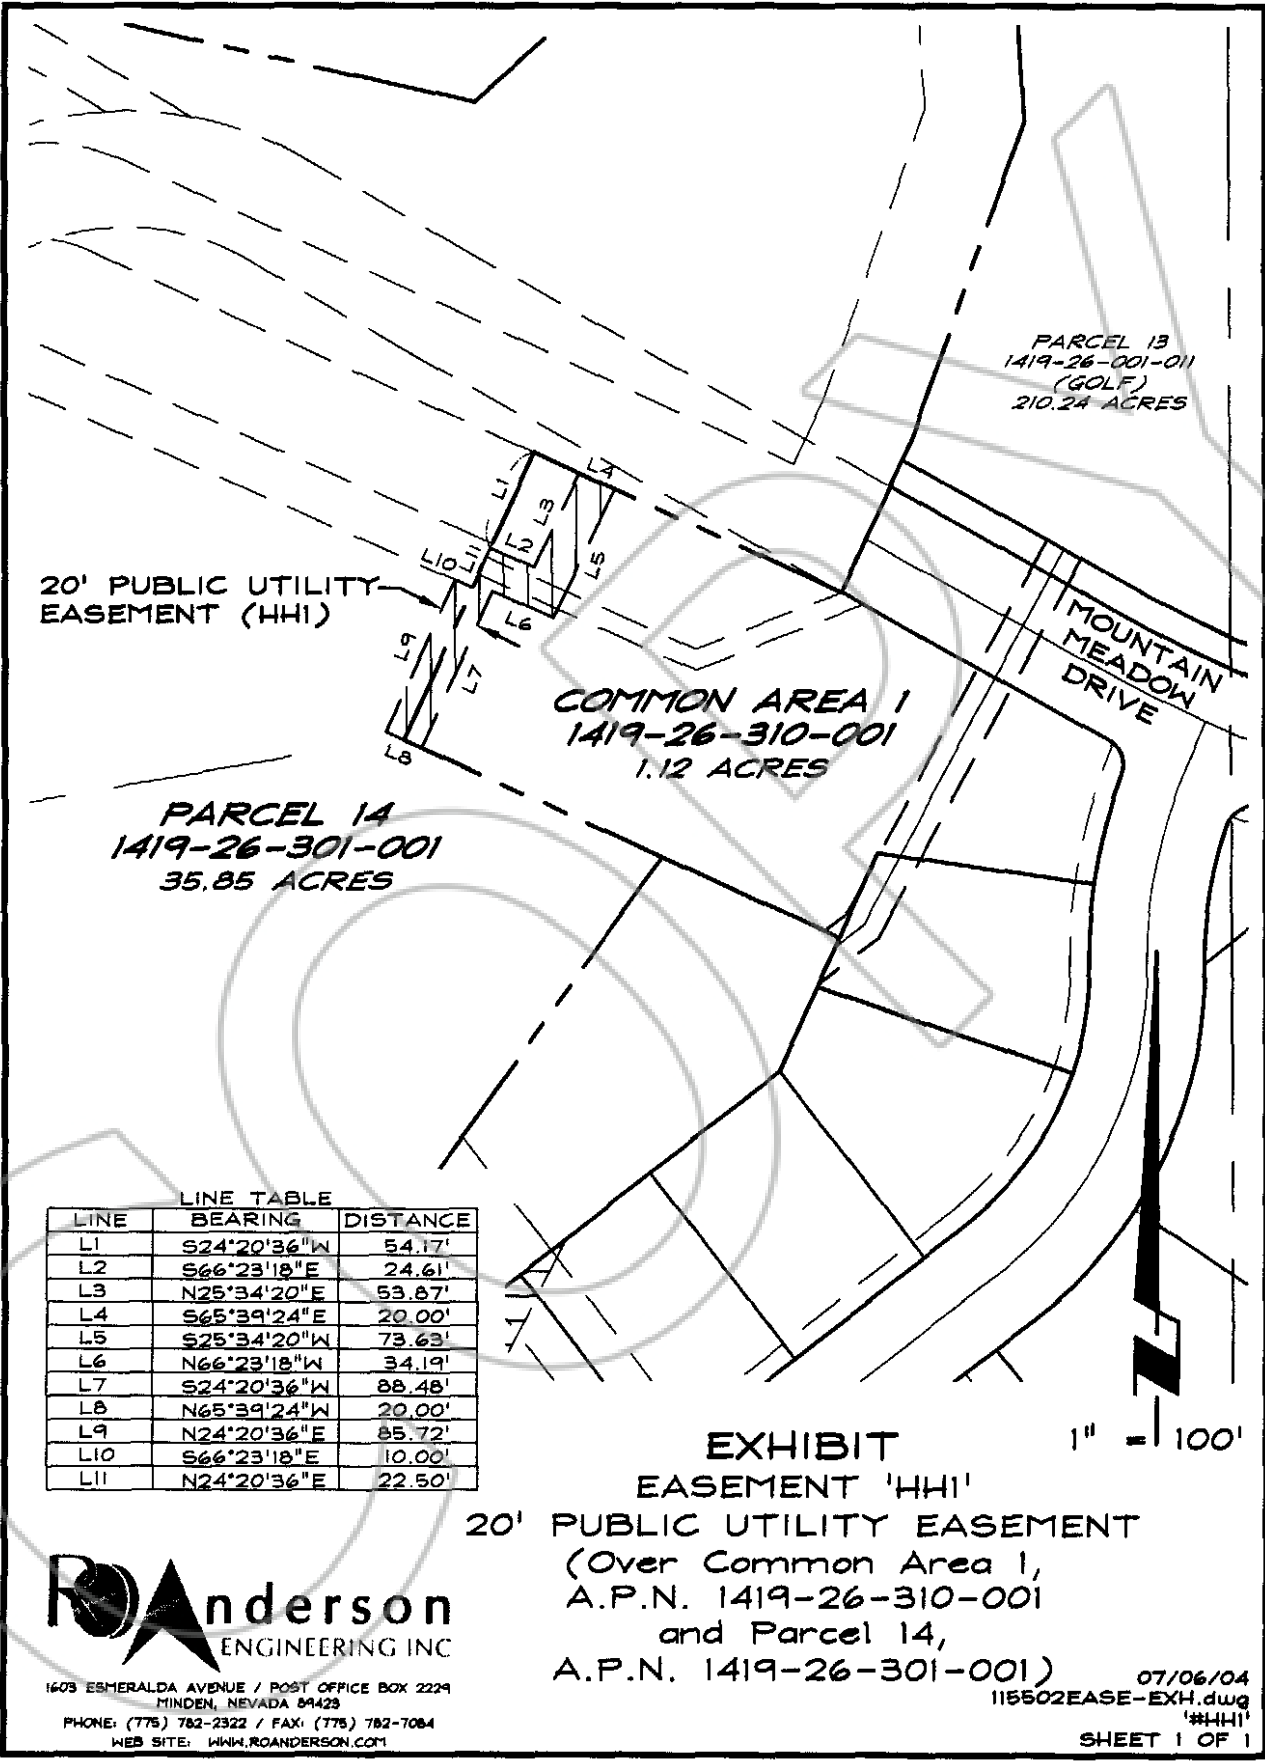 PARCEL 13
1419-26-001-011
(GOLF)
210.24 ACRES
L4
L1
L3
L2
L5
L10
L11
20' PUBLIC UTILITY
EASEMENT (HH1)
L6
L9
L7
L8
MOUNTAIN
MEADOW
DRIVE
COMMON AREA 1
1419-26-310-001
1.12 ACRES
PARCEL 14
1419-26-301-001
35.85 ACRES
LINE TABLE
LINE BEARING DISTANCE
L1 S24°20'36"W 54.17'
L2 S66°23'18"E 24.61'
L3 N25°34'20"E 53.87'
L4 S65°39'24"E 20.00'
L5 S25°34'20"W 73.63'
L6 N66°23'18"W 34.19'
L7 S24°20'36"W 88.48'
L8 N65°39'24"W 20.00'
L9 N24°20'36"E 85.72'
L10 S66°23'18"E 10.00'
L11 N24°20'36"E 22.50'
1" = 100'
EXHIBIT
EASEMENT 'HH1'
20' PUBLIC UTILITY EASEMENT
(Over Common Area 1,
A.P.N. 1419-26-310-001
and Parcel 14,
A.P.N. 1419-26-301-001)
ROAnderson
ENGINEERING INC
1603 ESMERALDA AVENUE / POST OFFICE BOX 2229
MINDEN, NEVADA 89423
PHONE: (775) 782-2322 / FAX: (775) 782-7084
WEB SITE: WWW.ROANDERSON.COM
07/06/04
115502EASE-EXH.dwg
'#HH1'
SHEET 1 OF 1
COPY